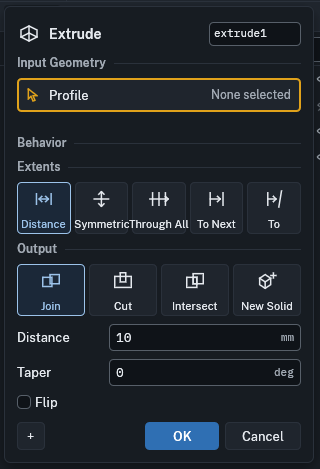 Extrude extrude1
Input Geometry
Profile None selected
Behavior
Extents
Distance Symmetric Through All To Next To
Output
Join Cut Intersect New Solid
Distance 10 mm
Taper 0 deg
Flip
+ OK Cancel